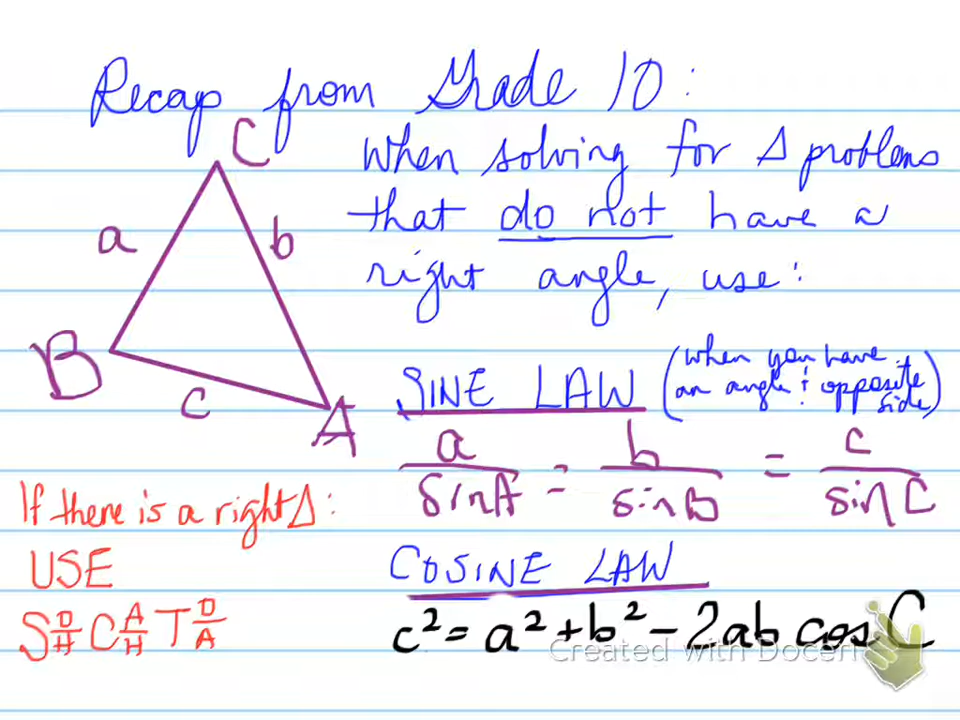 Recap from Grade 10:
When solving for Δ problems
that do not have a
right angle, use:
C
a
b
B
c
A
SINE LAW (when you have
an angle + opposite
side)
a/sinA = b/sinB = c/sin C
If there is a right Δ:
USE
S O/H C A/H T O/A
COSINE LAW
c² = a² + b² - 2ab cos C
Created with Doceri